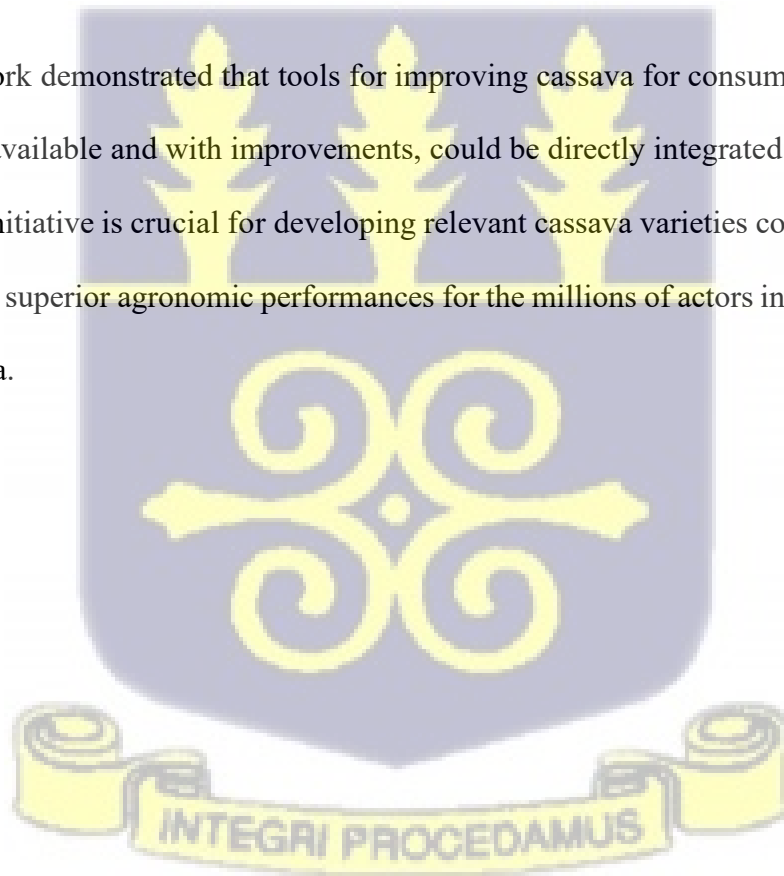 ork demonstrated that tools for improving cassava for consum
vailable and with improvements, could be directly integrated
nitiative is crucial for developing relevant cassava varieties co
superior agronomic performances for the millions of actors in
a.
INTEGRI PROCEDAMUS